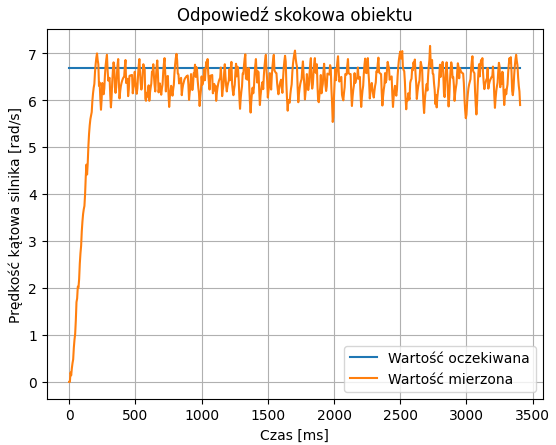 Odpowiedź skokowa obiektu
Prędkość kątowa silnika [rad/s]
7
6
5
4
3
2
1
0
0 500 1000 1500 2000 2500 3000 3500
Czas [ms]
Wartość oczekiwana
Wartość mierzona